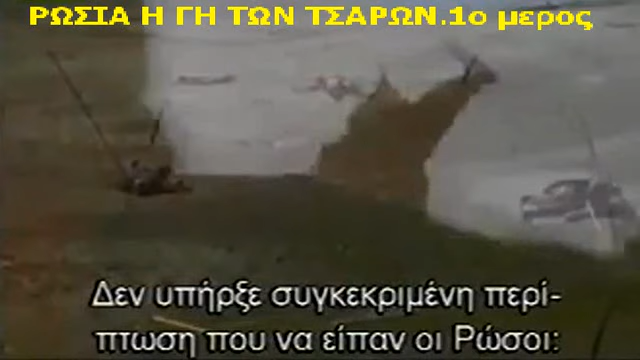 ΡΩΣΙΑ Η ΓΗ ΤΩΝ ΤΣΑΡΩΝ.1ο μερος
Δεν υπήρξε συγκεκριμένη περί-
πτωση που να είπαν οι Ρώσοι: